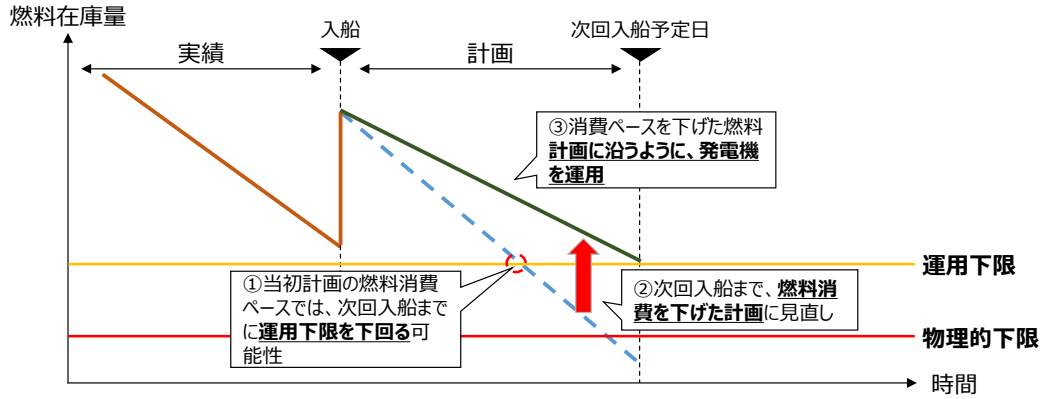 燃料在庫量
入船
次回入船予定日
実績
計画
③消費ペースを下げた燃料
計画に沿うように、発電機
を運用
運用下限
①当初計画の燃料消費
ペースでは、次回入船まで
に運用下限を下回る可
能性
②次回入船まで、燃料消
費を下げた計画に見直し
物理的下限
時間